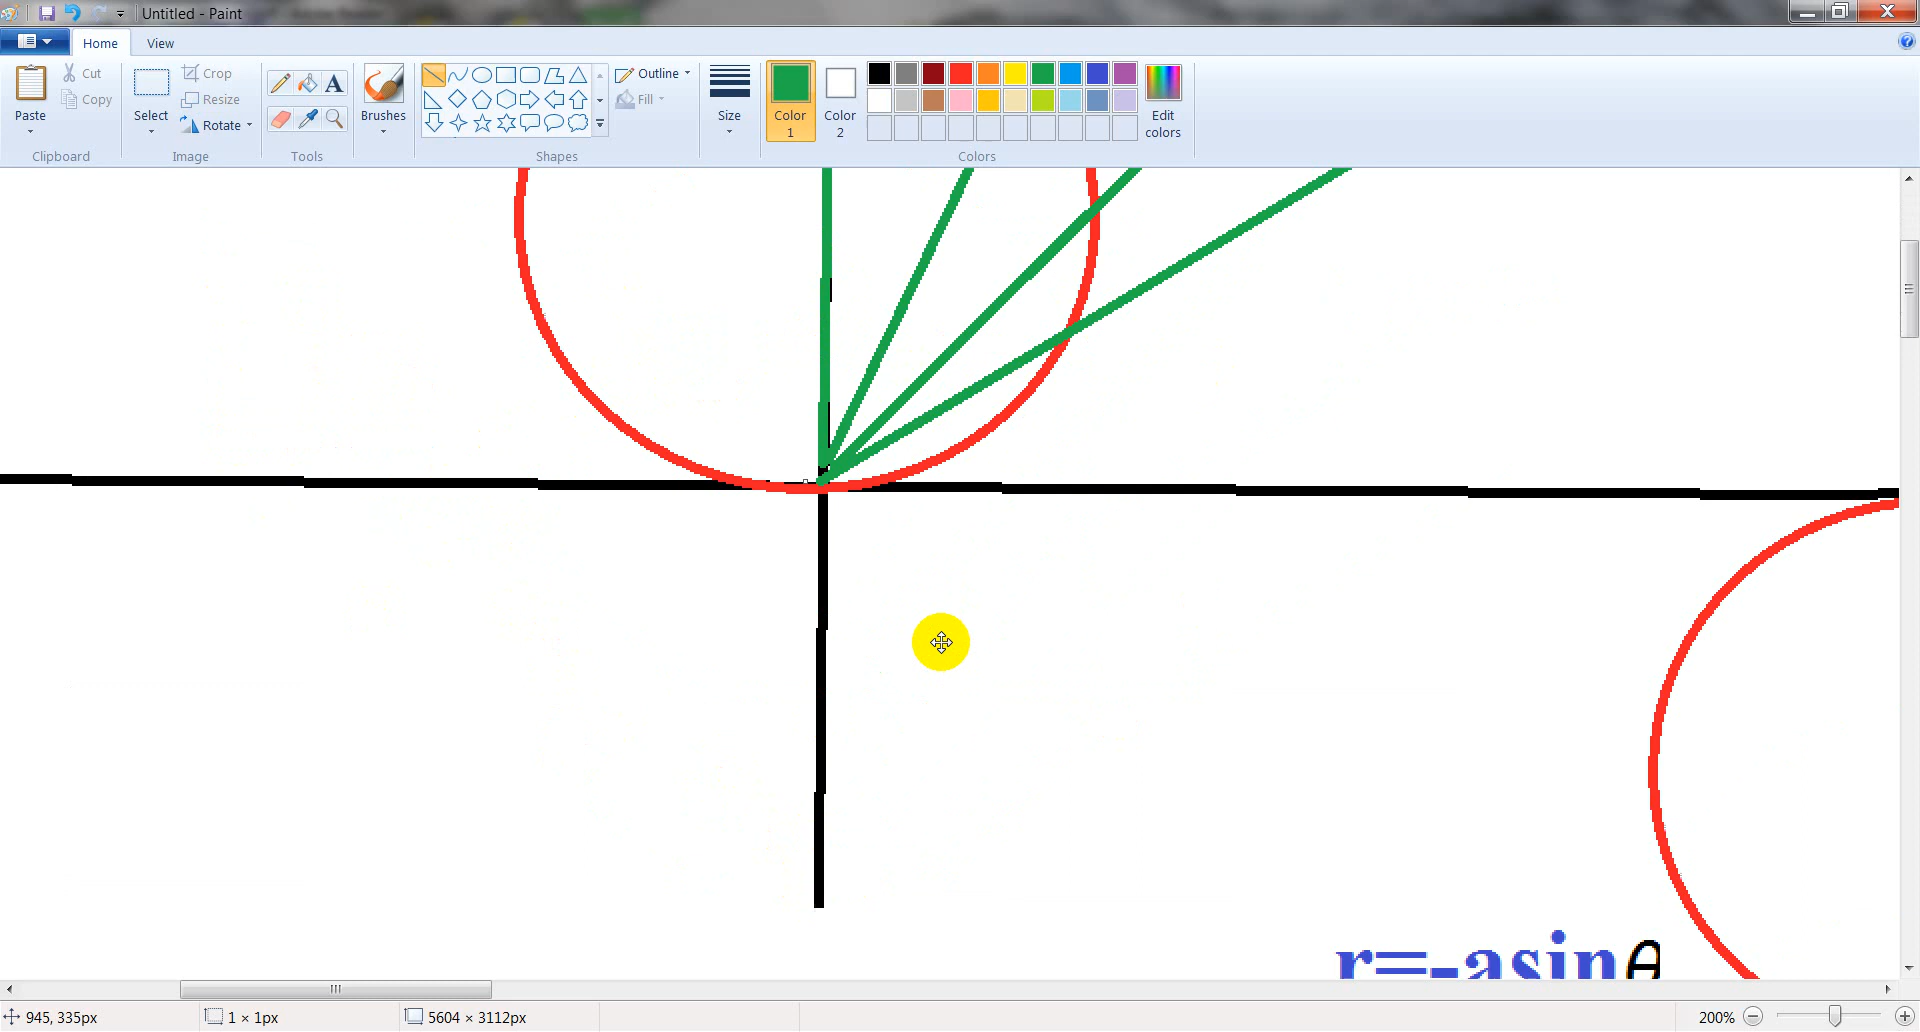 Untitled - Paint
Home View
Paste
Cut
Copy
Clipboard
Select
Crop
Resize
Rotate
Image
A
Tools
Brushes
Outline
Fill
Shapes
Size
Color 1
Color 2
Edit colors
Colors
r=-asinθ
945, 335px
1 × 1px
5604 × 3112px
200%